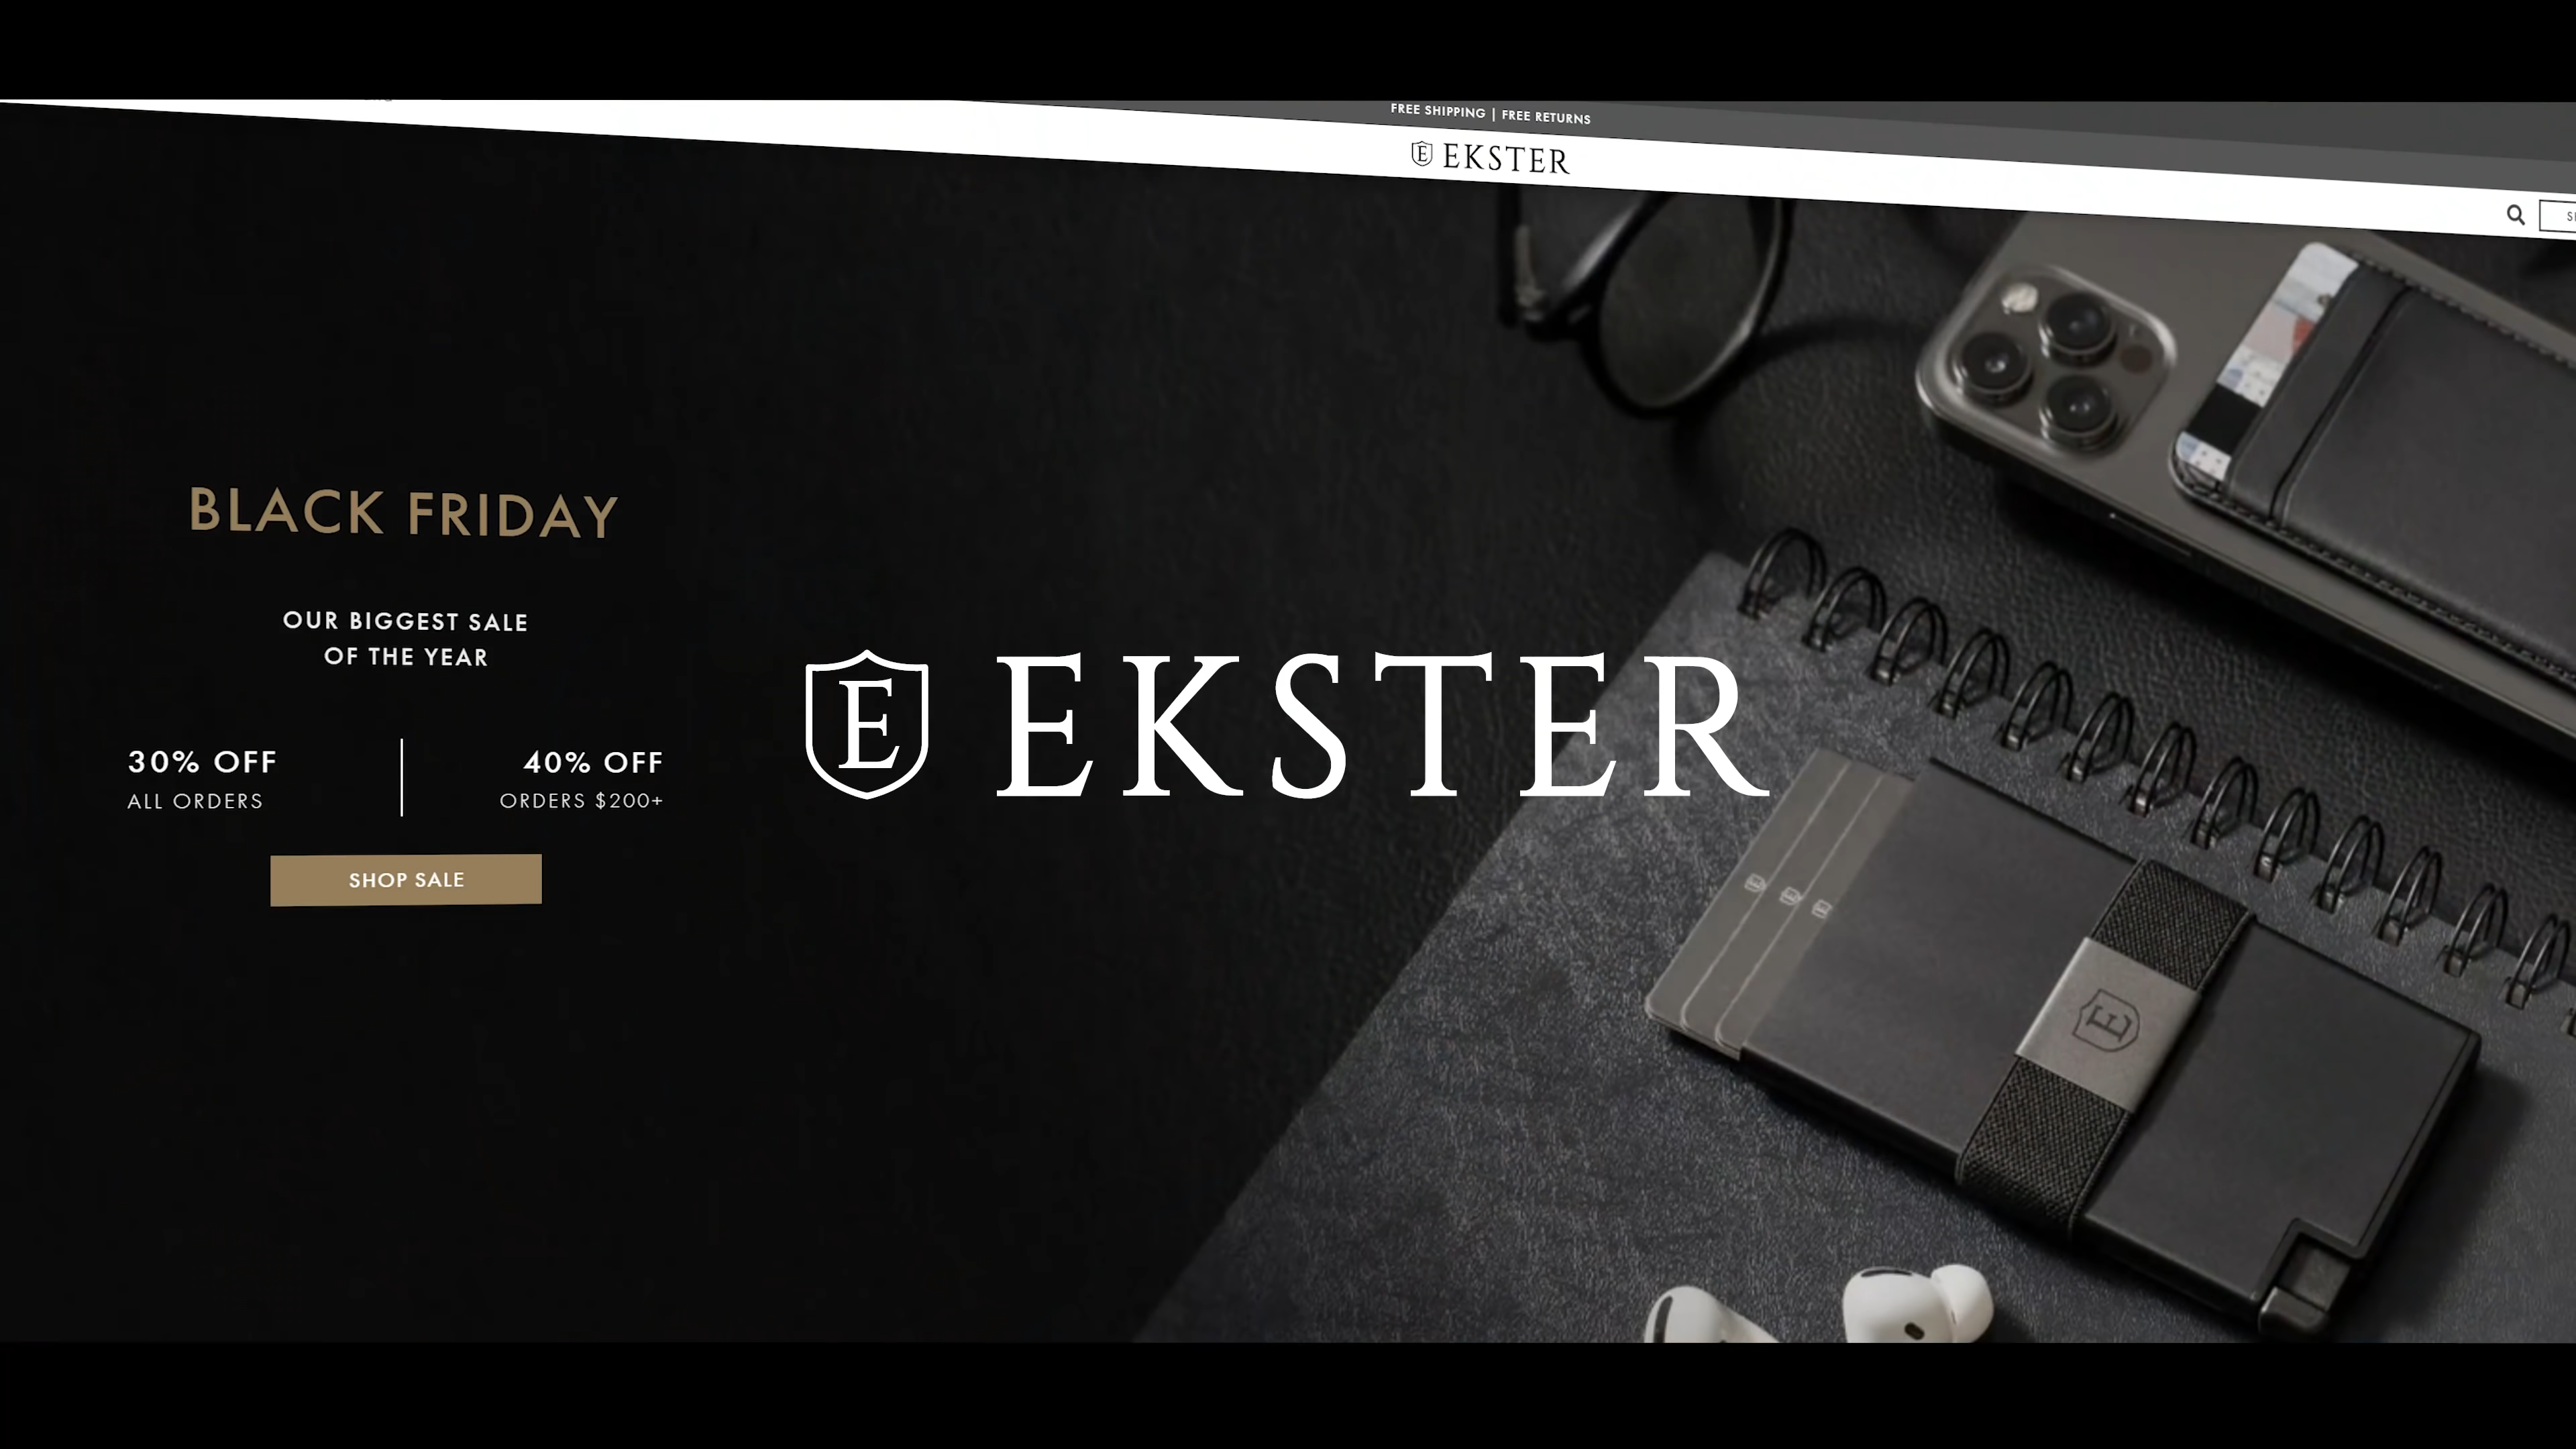 FREE SHIPPING | FREE RETURNS
E EKSTER
BLACK FRIDAY
OUR BIGGEST SALE
OF THE YEAR
30% OFF
ALL ORDERS
40% OFF
ORDERS $200+
SHOP SALE
E EKSTER
E